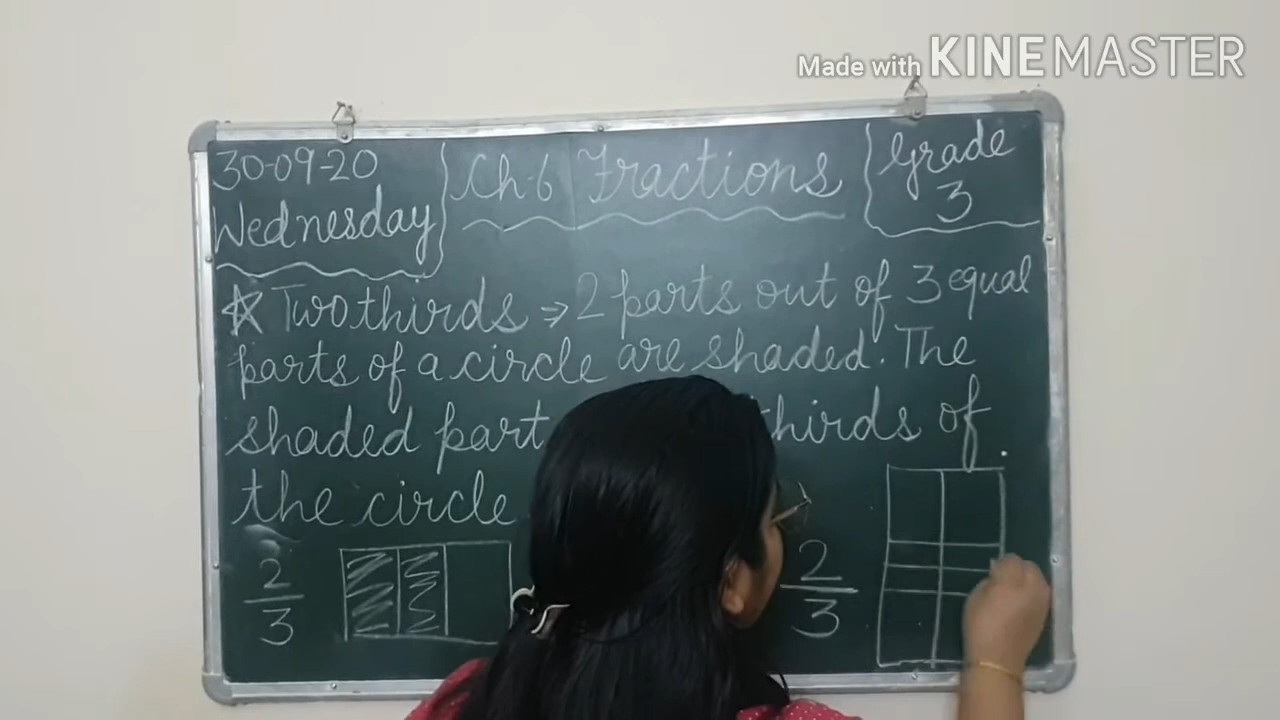 Made with KINEMASTER
30-09-20
Wednesday
Ch-6 Fractions
Grade
3
Two thirds ⇒ 2 parts out of 3 equal
parts of a circle are shaded. The
shaded part thirds of
the circle
2
3
2
3